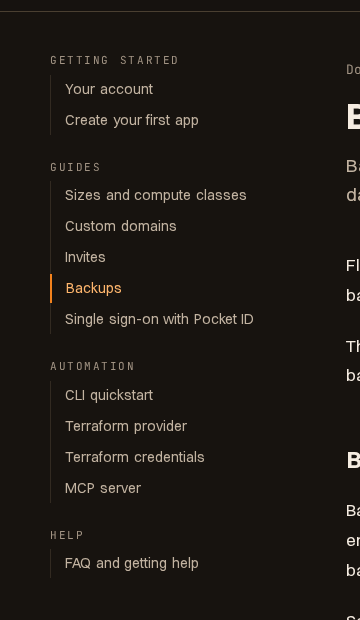 GETTING STARTED
Your account
Create your first app
GUIDES
Sizes and compute classes
Custom domains
Invites
Backups
Single sign-on with Pocket ID
AUTOMATION
CLI quickstart
Terraform provider
Terraform credentials
MCP server
HELP
FAQ and getting help